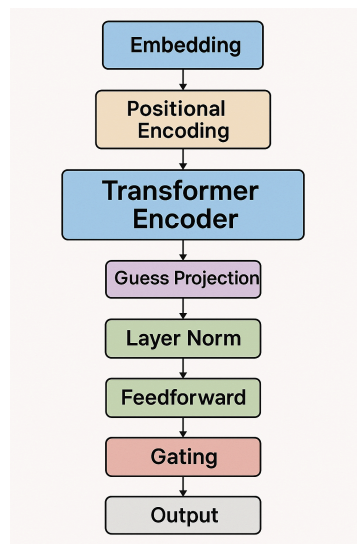 Embedding
Positional
Encoding
Transformer
Encoder
Guess Projection
Layer Norm
Feedforward
Gating
Output